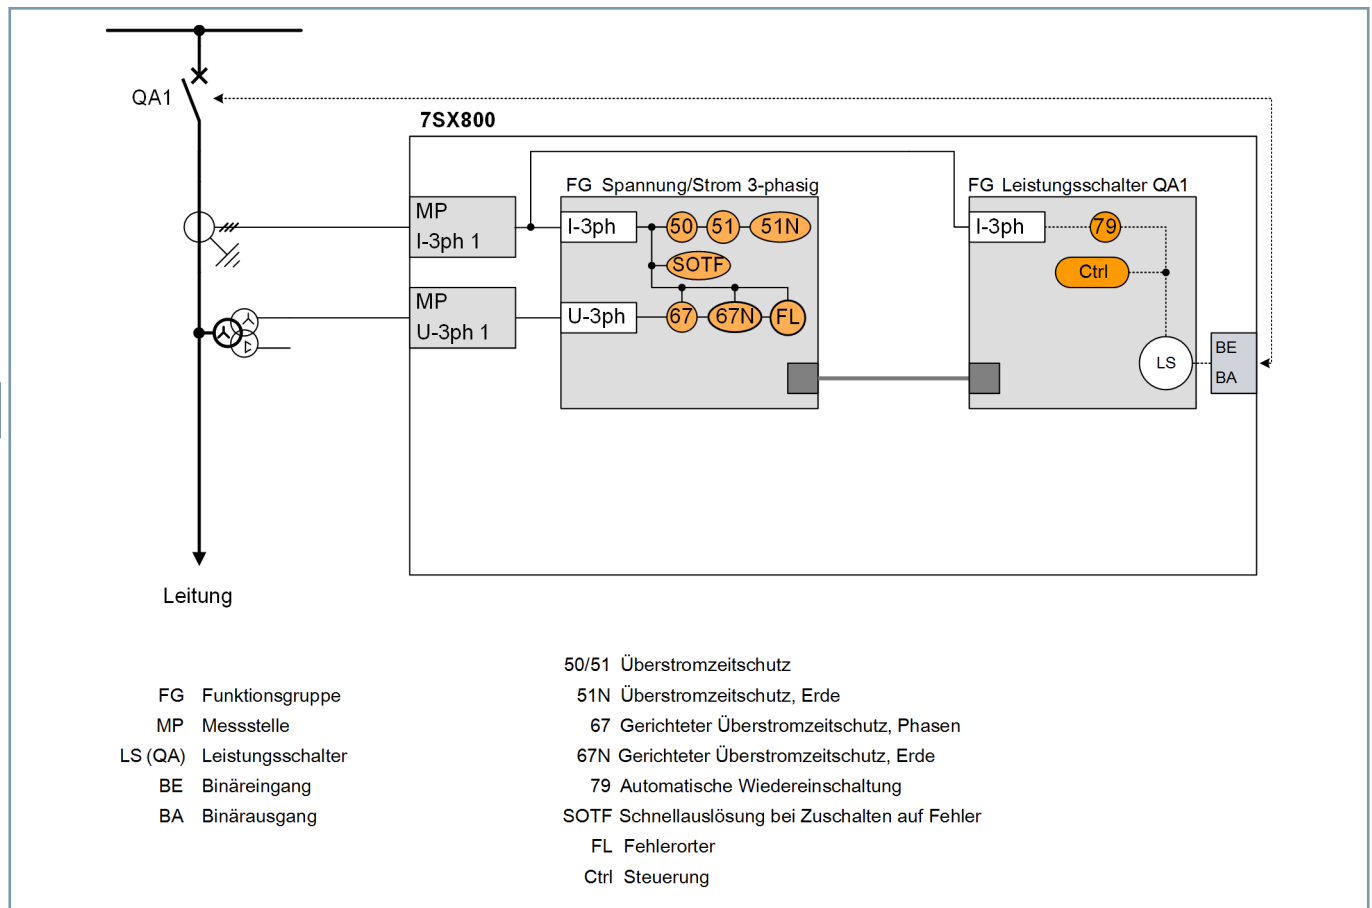 QA1
7SX800
FG Spannung/Strom 3-phasig
FG Leistungsschalter QA1
MP
I-3ph 1
I-3ph
50
51
51N
I-3ph
79
SOTF
Ctrl
MP
U-3ph 1
U-3ph
67
67N
FL
LS
BE
BA
Leitung
FG Funktionsgruppe
MP Messstelle
LS (QA) Leistungsschalter
BE Binäreingang
BA Binärausgang
50/51 Überstromzeitschutz
51N Überstromzeitschutz, Erde
67 Gerichteter Überstromzeitschutz, Phasen
67N Gerichteter Überstromzeitschutz, Erde
79 Automatische Wiedereinschaltung
SOTF Schnellauslösung bei Zuschalten auf Fehler
FL Fehlerorter
Ctrl Steuerung